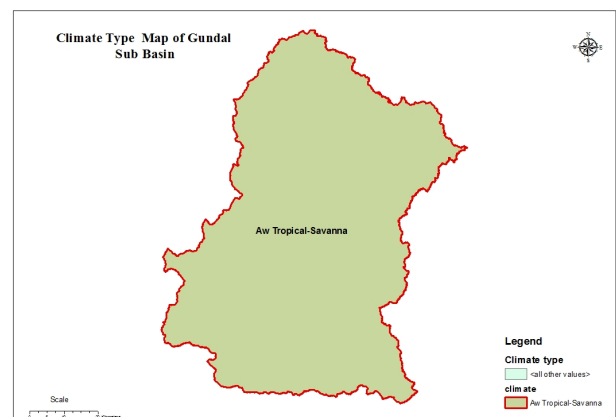 Climate Type Map of Gundal
Sub Basin
N
W E
S
Aw Tropical-Savanna
Legend
Climate type
<all other values>
climate
Aw Tropical-Savanna
Scale